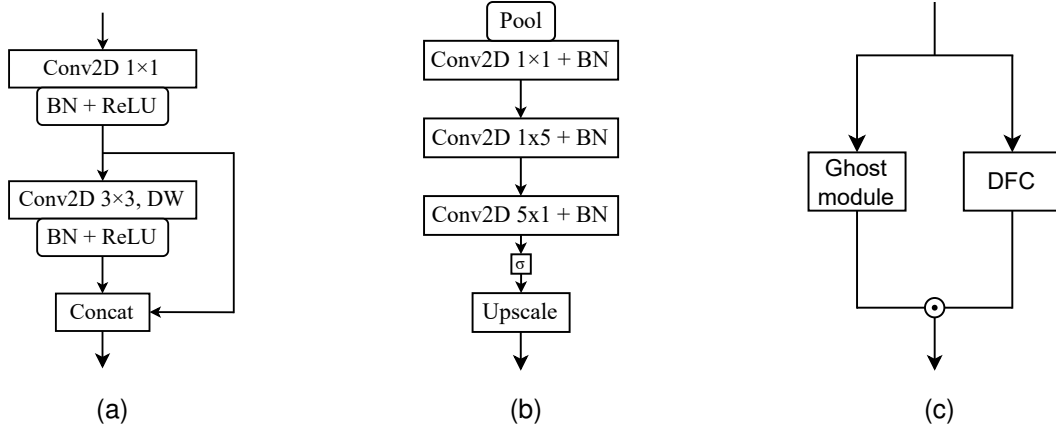 Conv2D 1×1
BN + ReLU
Conv2D 3×3, DW
BN + ReLU
Concat
(a)
Pool
Conv2D 1×1 + BN
Conv2D 1x5 + BN
Conv2D 5x1 + BN
σ
Upscale
(b)
Ghost
module
DFC
(c)